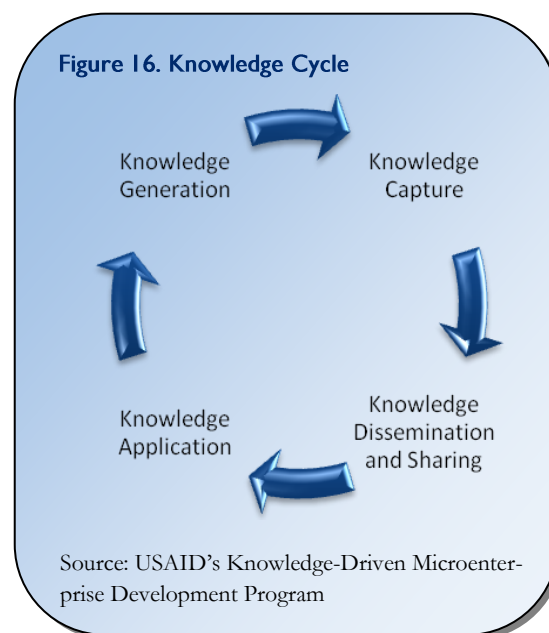 Figure 16. Knowledge Cycle
Knowledge
Generation
Knowledge
Capture
Knowledge
Dissemination
and Sharing
Knowledge
Application
Source: USAID's Knowledge-Driven Microenter-
prise Development Program